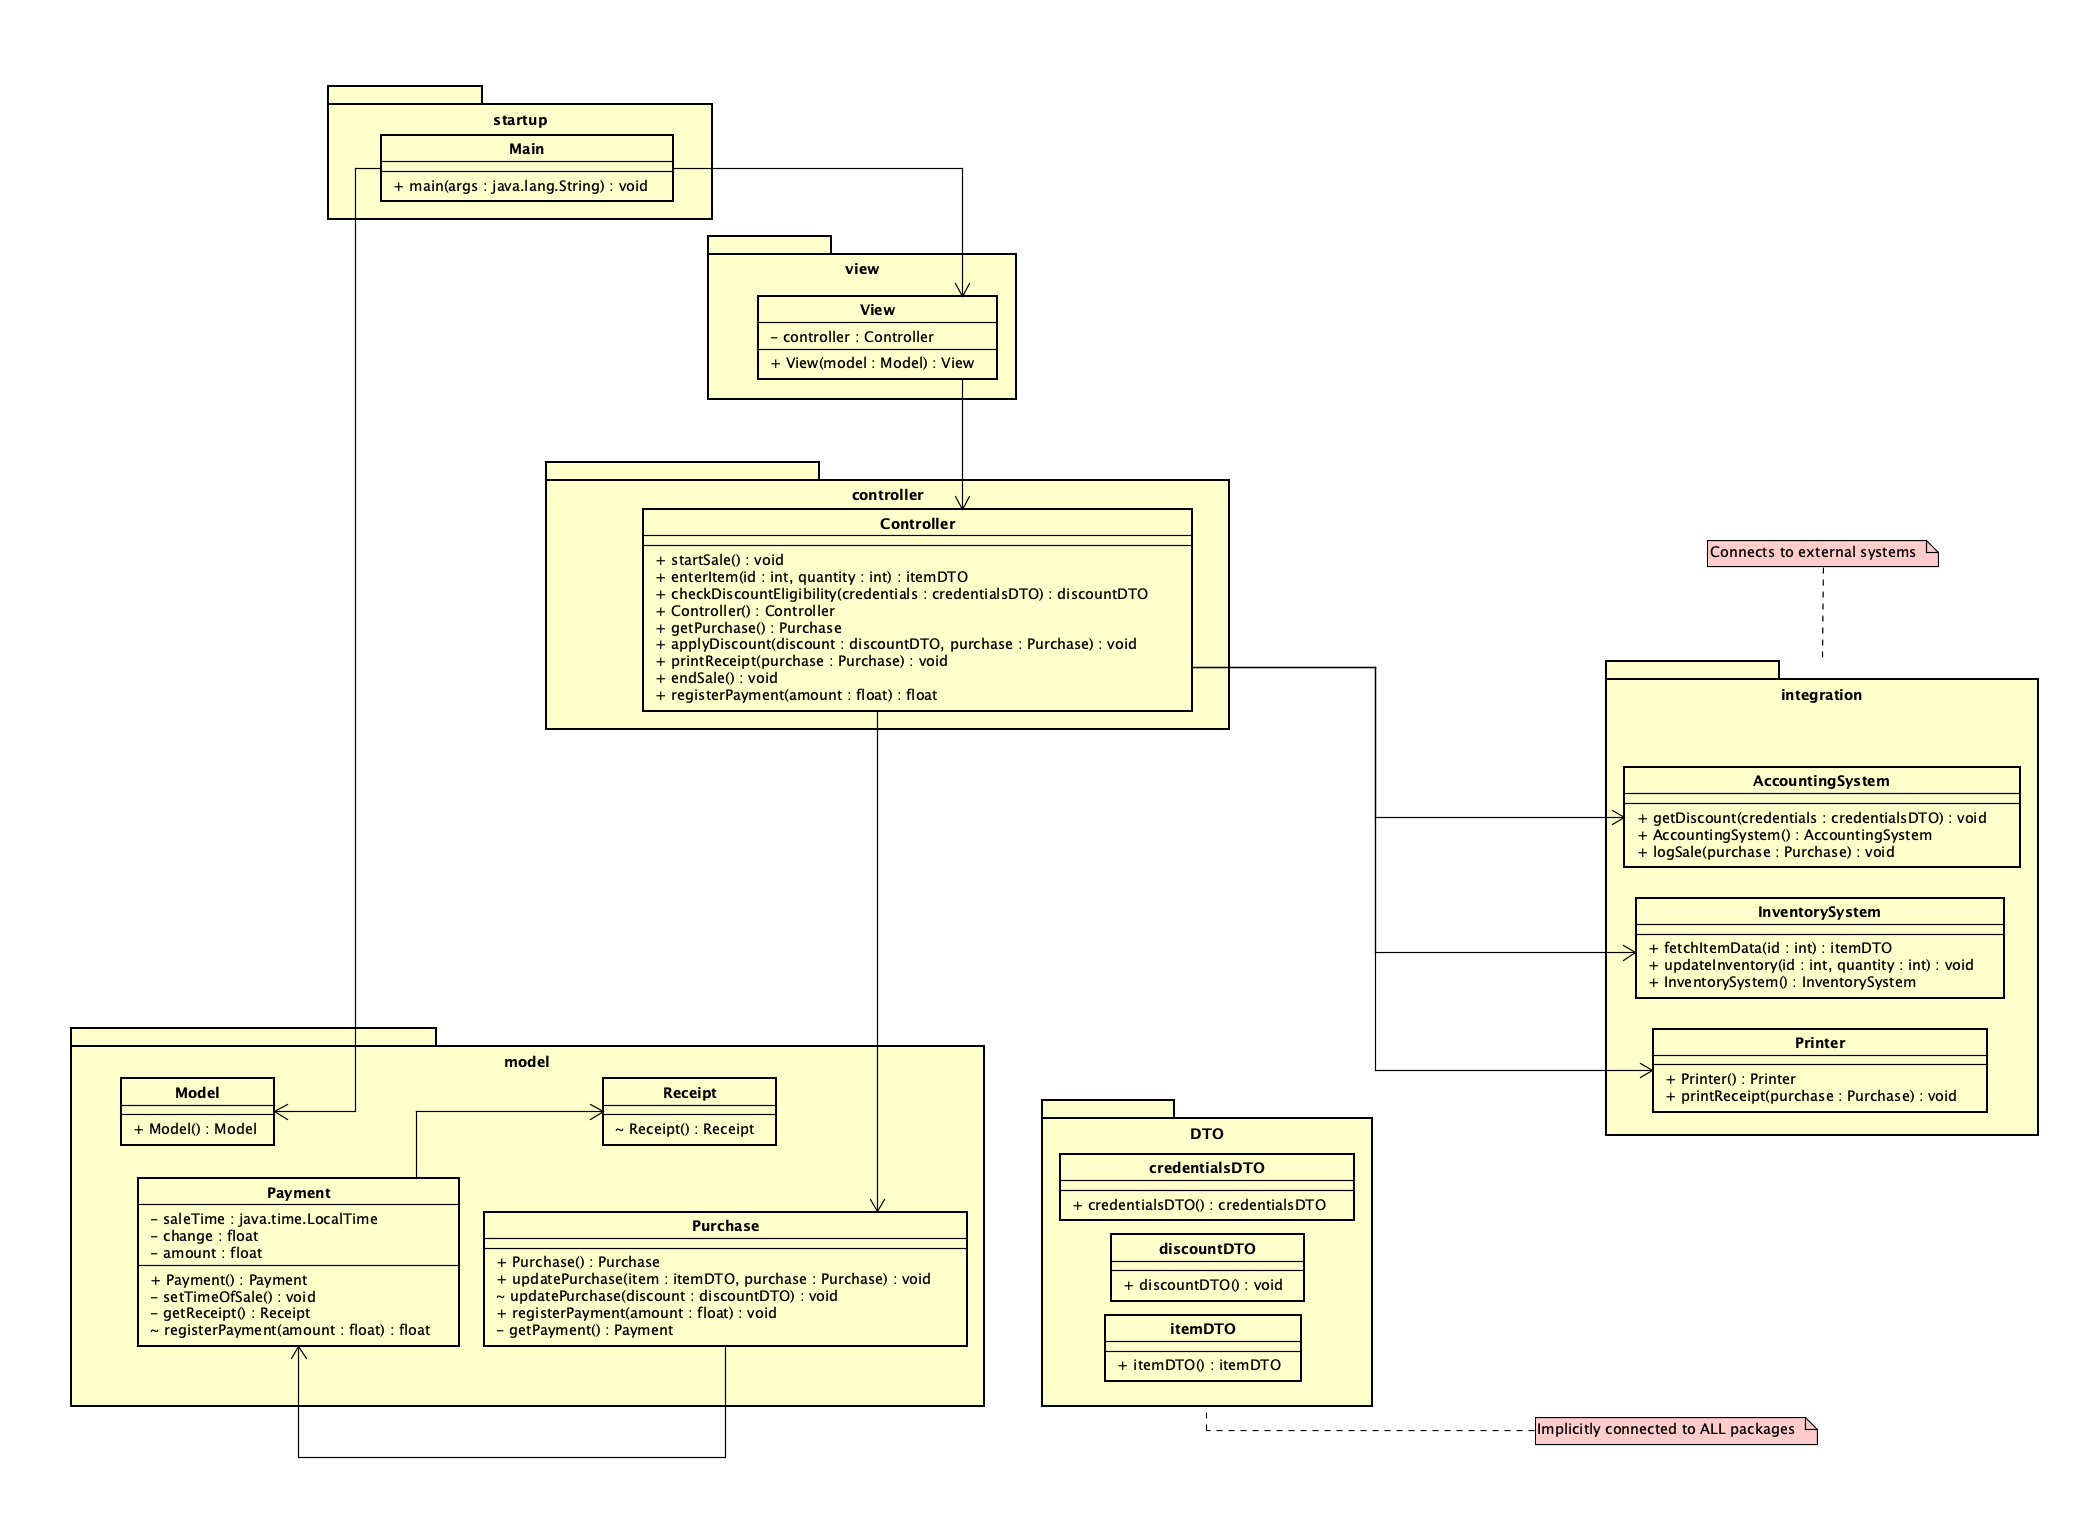 startup
Main
+ main(args : java.lang.String) : void
view
View
– controller : Controller
+ View(model : Model) : View
controller
Controller
+ startSale() : void
+ enterItem(id : int, quantity : int) : itemDTO
+ checkDiscountEligibility(credentials : credentialsDTO) : discountDTO
+ Controller() : Controller
+ getPurchase() : Purchase
+ applyDiscount(discount : discountDTO, purchase : Purchase) : void
+ printReceipt(purchase : Purchase) : void
+ endSale() : void
+ registerPayment(amount : float) : float
Connects to external systems
integration
AccountingSystem
+ getDiscount(credentials : credentialsDTO) : void
+ AccountingSystem() : AccountingSystem
+ logSale(purchase : Purchase) : void
InventorySystem
+ fetchItemData(id : int) : itemDTO
+ updateInventory(id : int, quantity : int) : void
+ InventorySystem() : InventorySystem
Printer
+ Printer() : Printer
+ printReceipt(purchase : Purchase) : void
model
Model
+ Model() : Model
Receipt
~ Receipt() : Receipt
Payment
– saleTime : java.time.LocalTime
– change : float
– amount : float
+ Payment() : Payment
– setTimeOfSale() : void
– getReceipt() : Receipt
~ registerPayment(amount : float) : float
Purchase
+ Purchase() : Purchase
+ updatePurchase(item : itemDTO, purchase : Purchase) : void
~ updatePurchase(discount : discountDTO) : void
+ registerPayment(amount : float) : void
– getPayment() : Payment
DTO
credentialsDTO
+ credentialsDTO() : credentialsDTO
discountDTO
+ discountDTO() : void
itemDTO
+ itemDTO() : itemDTO
Implicitly connected to ALL packages